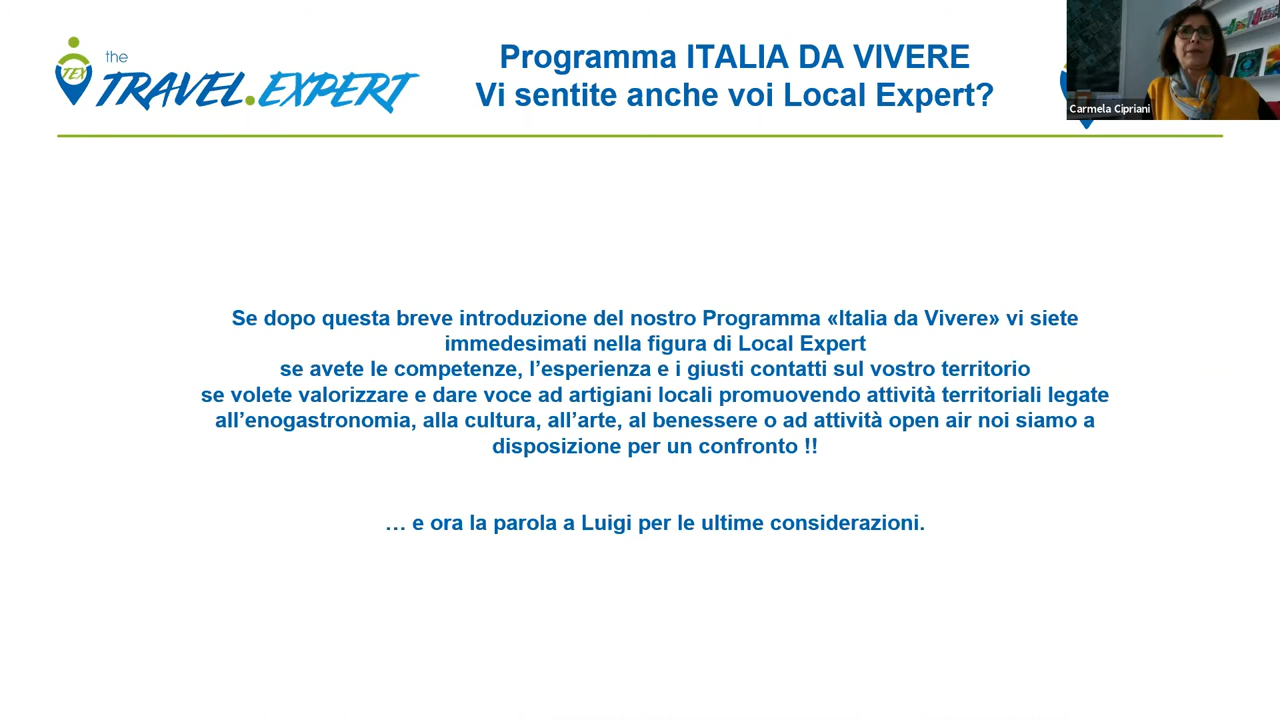 the
TEX
TRAVEL.EXPERT
Programma ITALIA DA VIVERE
Vi sentite anche voi Local Expert?
Carmela Cipriani
Se dopo questa breve introduzione del nostro Programma «Italia da Vivere» vi siete
immedesimati nella figura di Local Expert
se avete le competenze, l’esperienza e i giusti contatti sul vostro territorio
se volete valorizzare e dare voce ad artigiani locali promuovendo attività territoriali legate
all’enogastronomia, alla cultura, all’arte, al benessere o ad attività open air noi siamo a
disposizione per un confronto !!
… e ora la parola a Luigi per le ultime considerazioni.